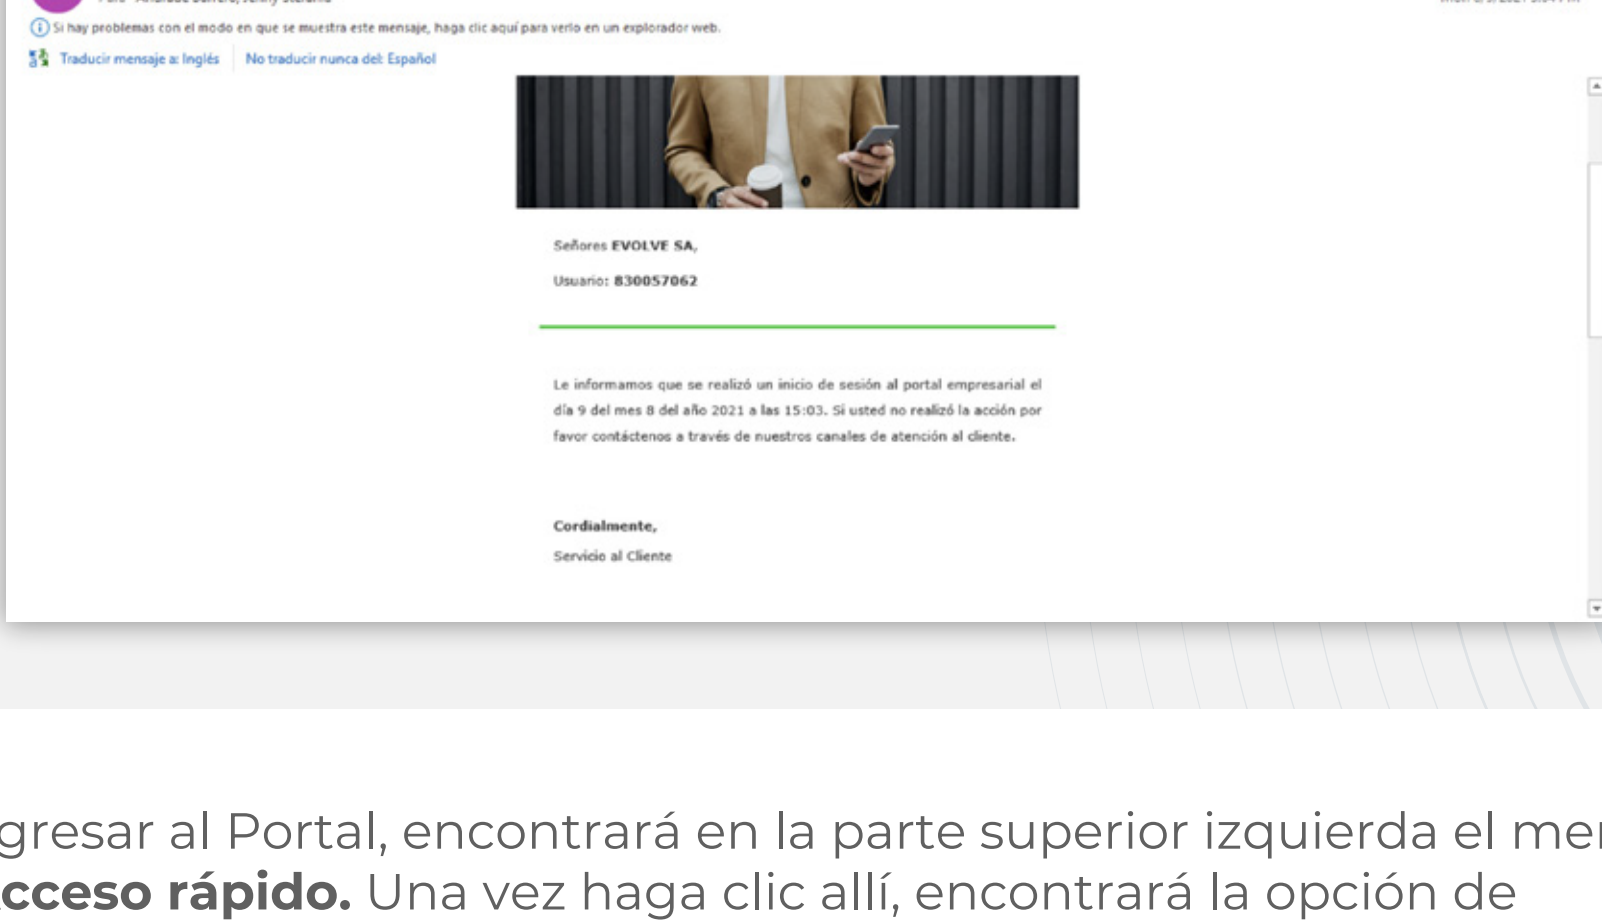 Si hay problemas con el modo en que se muestra este mensaje, haga clic aquí para verlo en un explorador web.
Traducir mensaje a: Inglés No traducir nunca del: Español
Señores EVOLVE SA,
Usuario: 830057062
Le informamos que se realizó un inicio de sesión al portal empresarial el
día 9 del mes 8 del año 2021 a las 15:03. Si usted no realizó la acción por
favor contáctenos a través de nuestros canales de atención al cliente.
Cordialmente,
Servicio al Cliente
gresar al Portal, encontrará en la parte superior izquierda el
cceso rápido. Una vez haga clic allí, encontrará la opción de